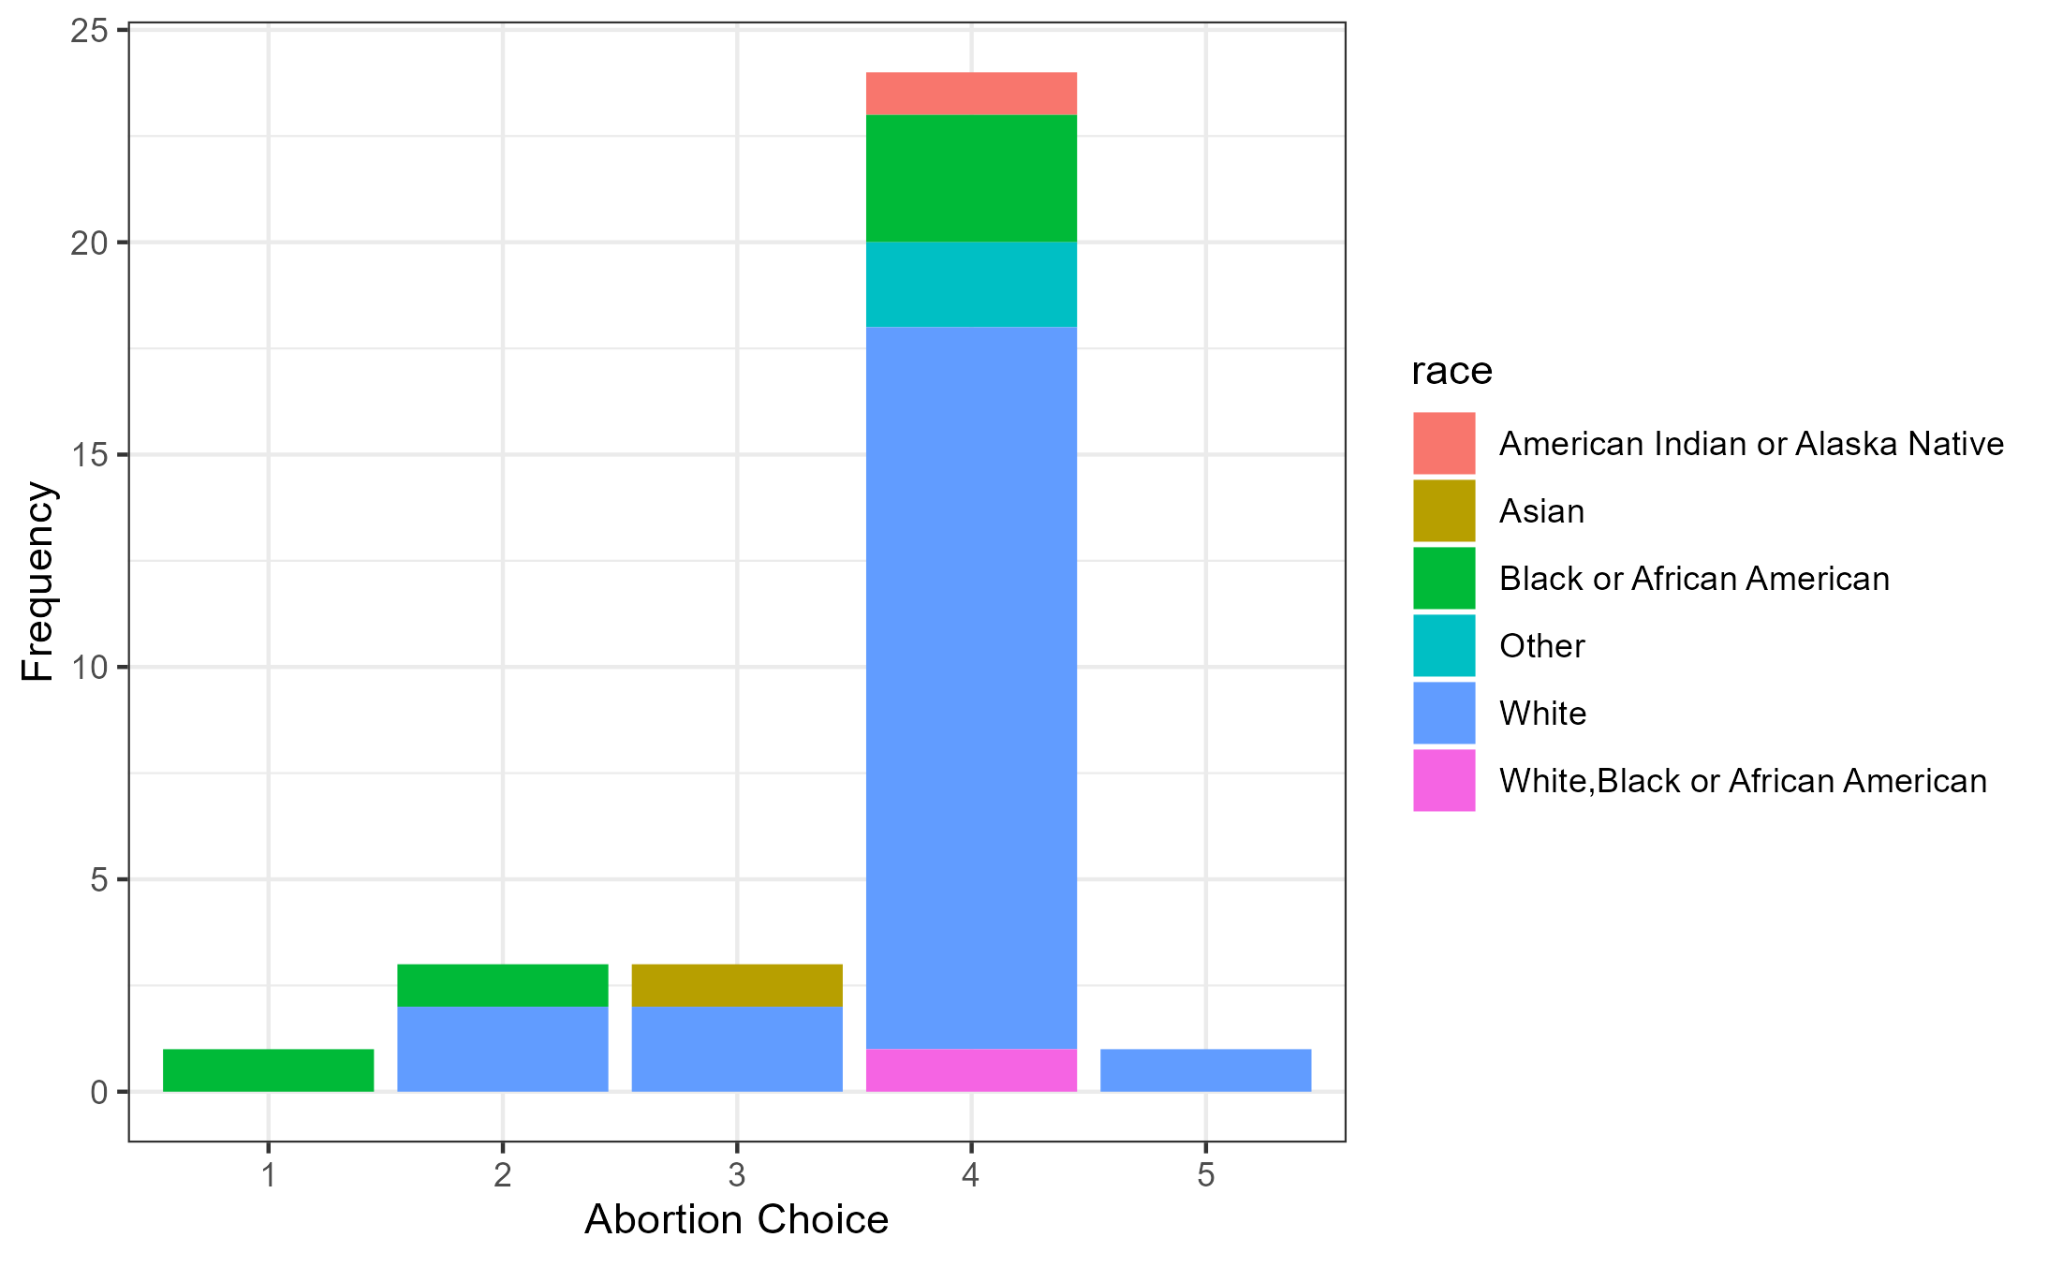 25
20
15
10
5
0
Frequency
1 2 3 4 5
Abortion Choice
race
American Indian or Alaska Native
Asian
Black or African American
Other
White
White,Black or African American